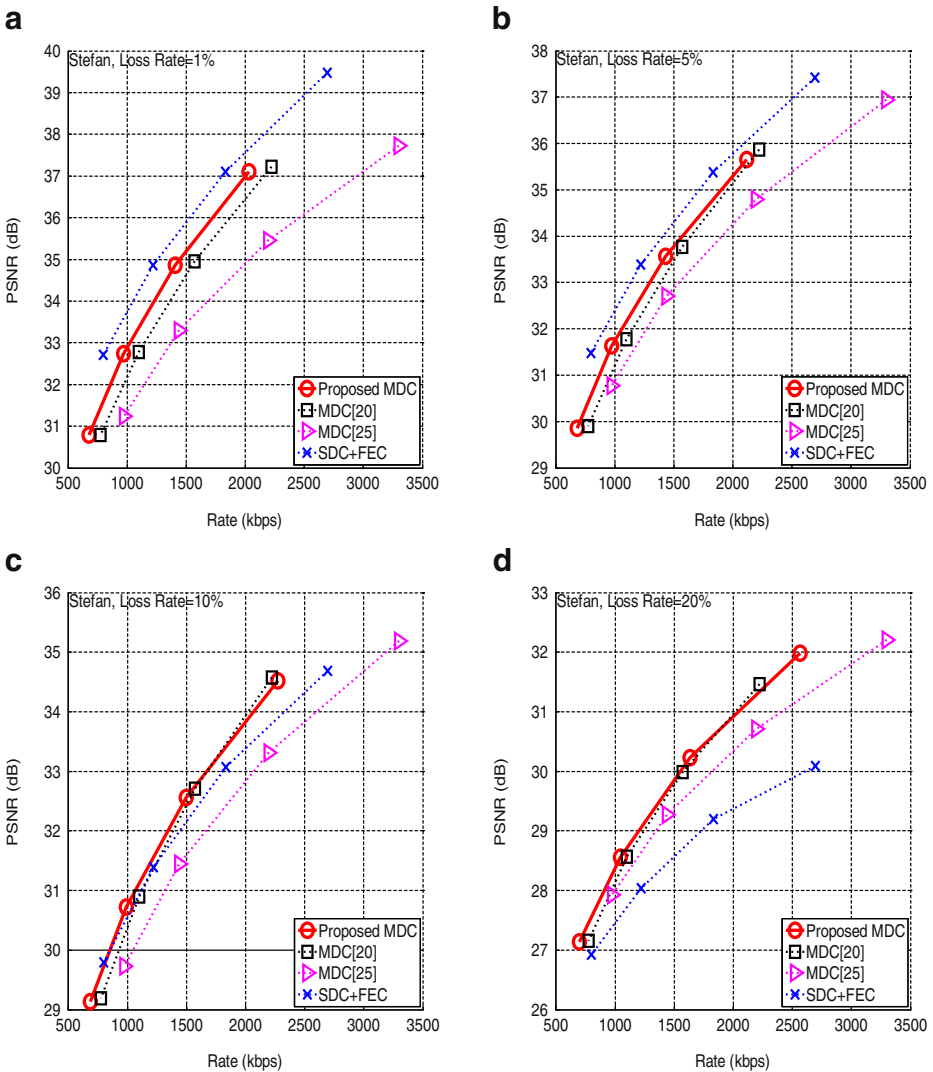 a
Stefan, Loss Rate=1%
PSNR (dB)
40
39
38
37
36
35
34
33
32
31
30
500 1000 1500 2000 2500 3000 3500
Rate (kbps)
Proposed MDC
MDC[20]
MDC[25]
SDC+FEC
b
Stefan, Loss Rate=5%
PSNR (dB)
38
37
36
35
34
33
32
31
30
29
500 1000 1500 2000 2500 3000 3500
Rate (kbps)
Proposed MDC
MDC[20]
MDC[25]
SDC+FEC
c
Stefan, Loss Rate=10%
PSNR (dB)
36
35
34
33
32
31
30
29
500 1000 1500 2000 2500 3000 3500
Rate (kbps)
Proposed MDC
MDC[20]
MDC[25]
SDC+FEC
d
Stefan, Loss Rate=20%
PSNR (dB)
33
32
31
30
29
28
27
26
500 1000 1500 2000 2500 3000 3500
Rate (kbps)
Proposed MDC
MDC[20]
MDC[25]
SDC+FEC